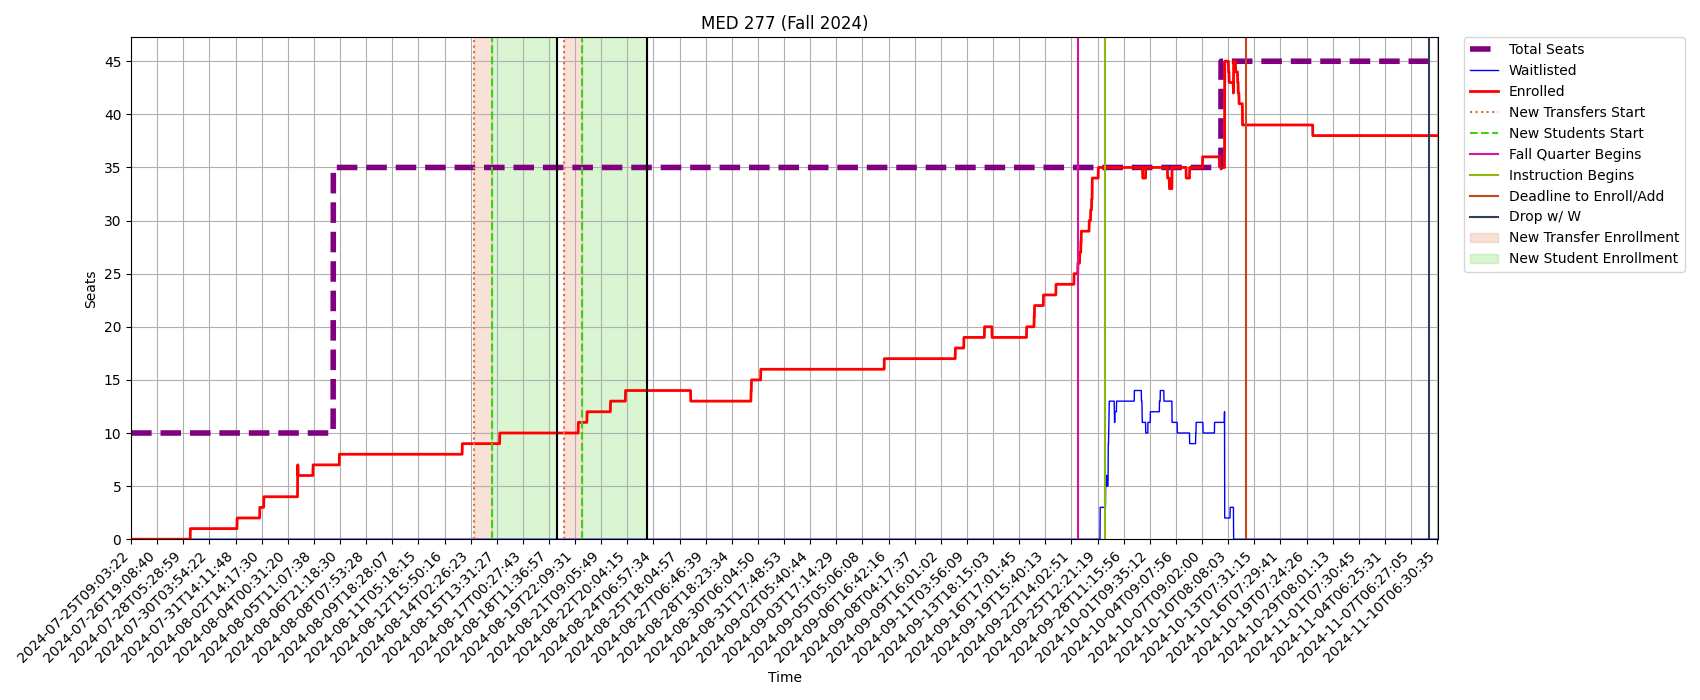 MED 277 (Fall 2024)
Seats
45
40
35
30
25
20
15
10
5
0
2024-07-25T09:03:22
2024-07-26T19:08:40
2024-07-28T05:28:59
2024-07-30T03:54:22
2024-07-31T14:11:48
2024-08-02T14:17:30
2024-08-04T00:31:20
2024-08-05T11:07:38
2024-08-06T21:18:30
2024-08-08T07:53:28
2024-08-09T18:28:07
2024-08-11T05:18:15
2024-08-12T15:50:16
2024-08-14T02:26:23
2024-08-15T13:31:27
2024-08-17T00:27:43
2024-08-18T11:36:57
2024-08-19T22:09:31
2024-08-21T09:05:49
2024-08-22T20:04:15
2024-08-24T06:57:34
2024-08-25T18:04:57
2024-08-27T06:46:39
2024-08-28T18:23:34
2024-08-30T06:04:50
2024-08-31T17:48:53
2024-09-02T05:40:44
2024-09-03T17:14:29
2024-09-05T05:06:08
2024-09-06T16:42:16
2024-09-08T04:17:37
2024-09-09T16:01:02
2024-09-11T03:56:09
2024-09-13T18:15:03
2024-09-16T17:01:45
2024-09-19T15:40:13
2024-09-22T14:02:51
2024-09-25T12:21:19
2024-09-28T11:15:56
2024-10-01T09:35:12
2024-10-04T09:07:56
2024-10-07T09:02:00
2024-10-10T08:08:03
2024-10-13T07:31:15
2024-10-16T07:29:41
2024-10-19T07:24:26
2024-10-29T08:01:13
2024-11-01T07:30:45
2024-11-04T06:25:31
2024-11-07T06:27:05
2024-11-10T06:30:35
Time
Total Seats
Waitlisted
Enrolled
New Transfers Start
New Students Start
Fall Quarter Begins
Instruction Begins
Deadline to Enroll/Add
Drop w/ W
New Transfer Enrollment
New Student Enrollment